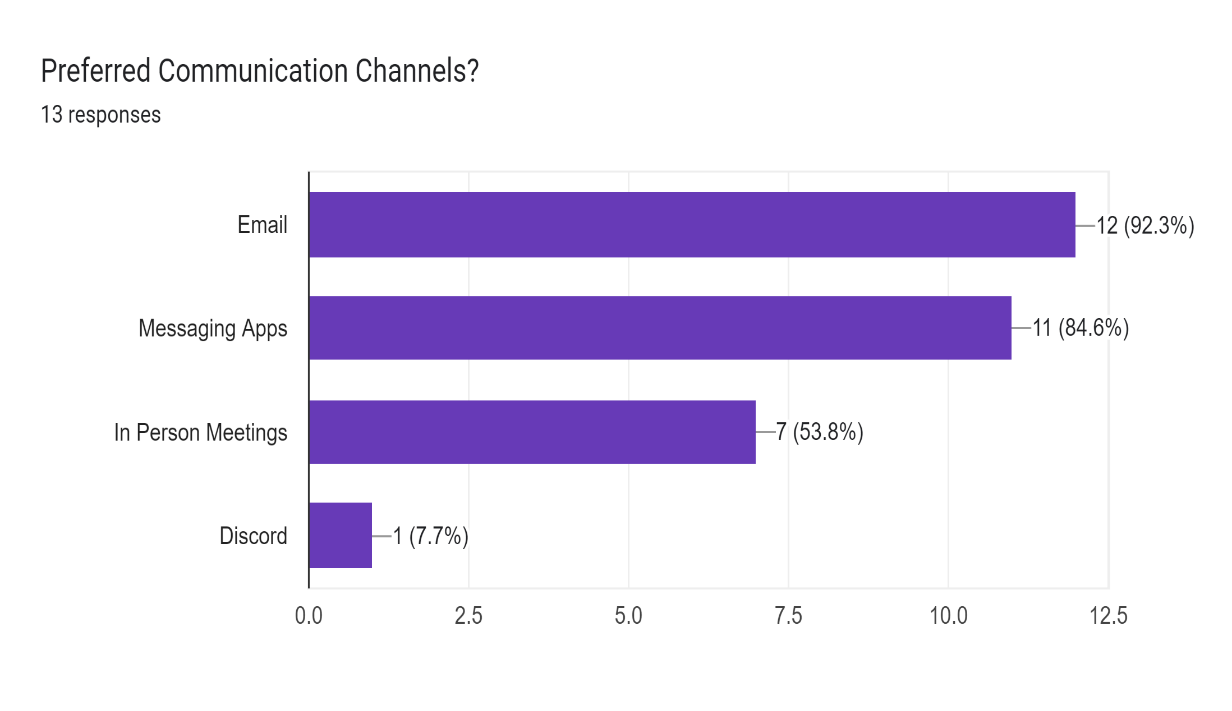 Preferred Communication Channels?
13 responses
Email
12 (92.3%)
Messaging Apps
11 (84.6%)
In Person Meetings
7 (53.8%)
Discord
1 (7.7%)
0.0 2.5 5.0 7.5 10.0 12.5